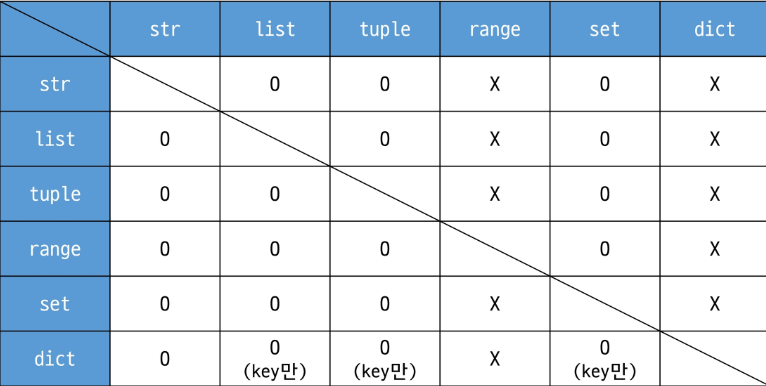 str list tuple range set dict
str O O X O X
list O O X O X
tuple O O X O X
range O O O O X
set O O O X X
dict O O (key만) O (key만) X O (key만)